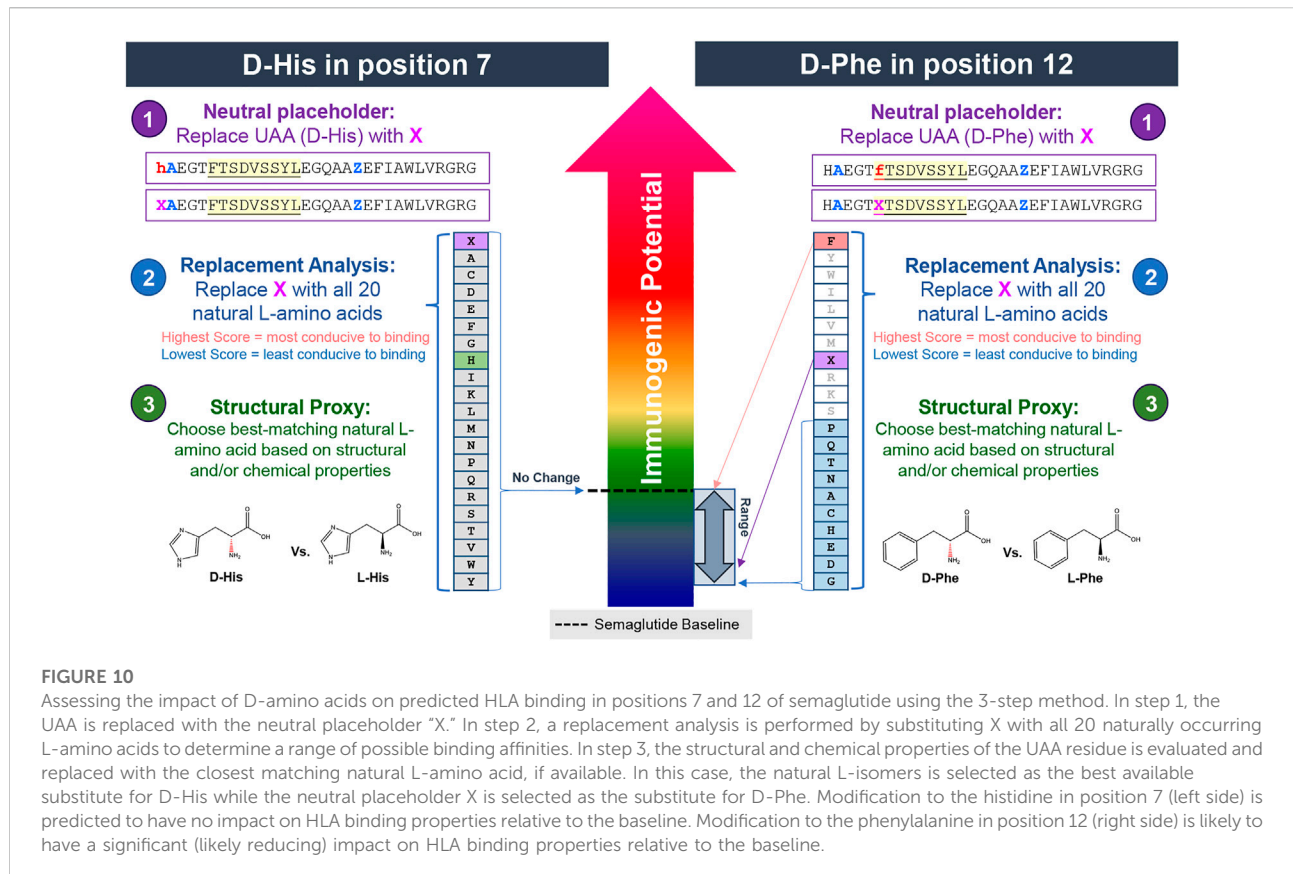 D-His in position 7
1
Neutral placeholder:
Replace UAA (D-His) with X
hAEGTFTSDVSSYLEGQAAZEFIAWLVRGRG
XAEGTFTSDVSSYLEGQAAZEFIAWLVRGRG
2
Replacement Analysis:
Replace X with all 20
natural L-amino acids
Highest Score = most conducive to binding
Lowest Score = least conducive to binding
3
Structural Proxy:
Choose best-matching natural L-
amino acid based on structural
and/or chemical properties
N
N
H
O
OH
NH₂
D-His
Vs.
N
N
H
O
OH
NH₂
L-His
X
A
C
D
E
F
G
H
I
K
L
M
N
P
Q
R
S
T
V
W
Y
No Change
Immunogenic Potential
Range
---- Semaglutide Baseline
D-Phe in position 12
Neutral placeholder:
Replace UAA (D-Phe) with X
1
HAEGTfTSDVSSYLEGQAAZEFIAWLVRGRG
HAEGTXTSDVSSYLEGQAAZEFIAWLVRGRG
F
Y
W
I
L
V
M
X
R
K
S
P
Q
T
N
A
C
H
E
D
G
Replacement Analysis:
Replace X with all 20
natural L-amino acids
2
Highest Score = most conducive to binding
Lowest Score = least conducive to binding
Structural Proxy:
Choose best-matching natural L-
amino acid based on structural
and/or chemical properties
3
O
OH
NH₂
D-Phe
Vs.
O
OH
NH₂
L-Phe
FIGURE 10
Assessing the impact of D-amino acids on predicted HLA binding in positions 7 and 12 of semaglutide using the 3-step method. In step 1, the
UAA is replaced with the neutral placeholder “X.” In step 2, a replacement analysis is performed by substituting X with all 20 naturally occurring
L-amino acids to determine a range of possible binding affinities. In step 3, the structural and chemical properties of the UAA residue is evaluated and
replaced with the closest matching natural L-amino acid, if available. In this case, the natural L-isomers is selected as the best available
substitute for D-His while the neutral placeholder X is selected as the substitute for D-Phe. Modification to the histidine in position 7 (left side) is
predicted to have no impact on HLA binding properties relative to the baseline. Modification to the phenylalanine in position 12 (right side) is likely to
have a significant (likely reducing) impact on HLA binding properties relative to the baseline.